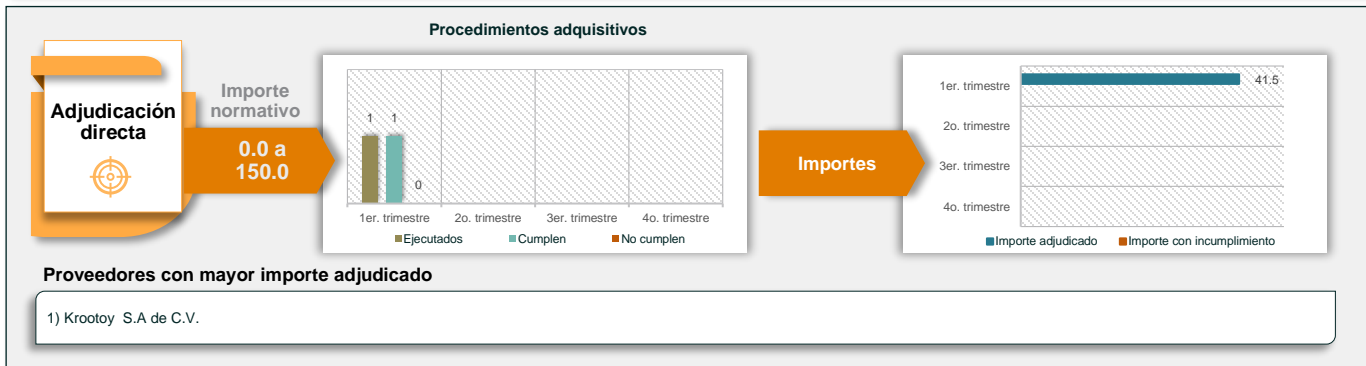 Procedimientos adquisitivos
Adjudicación
directa
Importe
normativo
0.0 a
150.0
1 1
0
1er. trimestre 2o. trimestre 3er. trimestre 4o. trimestre
Ejecutados Cumplen No cumplen
Importes
1er. trimestre 41.5
2o. trimestre
3er. trimestre
4o. trimestre
Importe adjudicado Importe con incumplimiento
Proveedores con mayor importe adjudicado
1) Krootoy S.A de C.V.